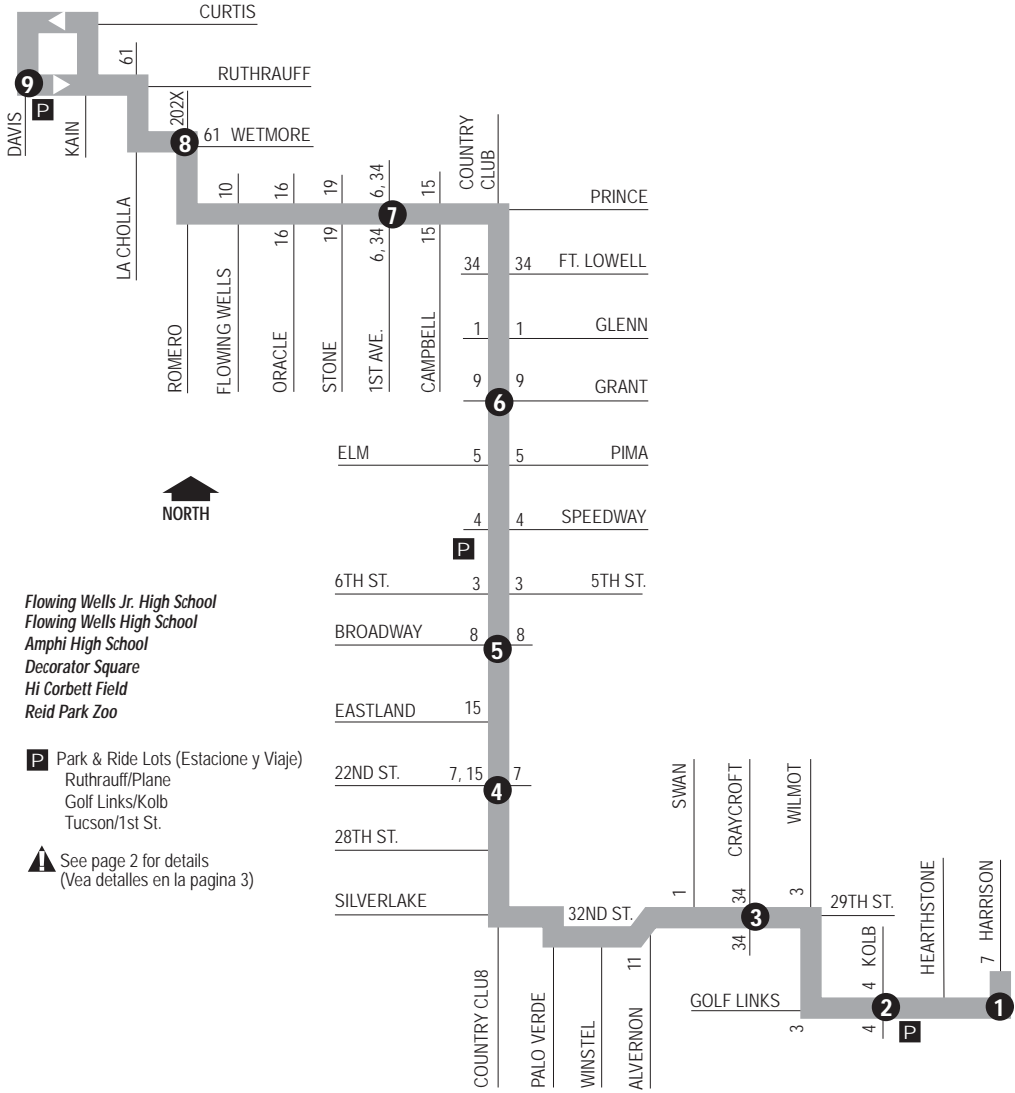 CURTIS
61
RUTHRAUFF
9
P
DAVIS
KAIN
202X
8
61 WETMORE
LA CHOLLA
COUNTRY
CLUB
10
16
19
6, 34
15
PRINCE
7
16
19
6, 34
15
ROMERO
FLOWING WELLS
ORACLE
STONE
1ST AVE.
CAMPBELL
34
34
FT. LOWELL
1
1
GLENN
9
9
GRANT
6
ELM
5
5
PIMA
NORTH
4
4
SPEEDWAY
P
6TH ST.
3
3
5TH ST.
BROADWAY
8
8
5
Flowing Wells Jr. High School
Flowing Wells High School
Amphi High School
Decorator Square
Hi Corbett Field
Reid Park Zoo
EASTLAND
15
22ND ST.
7, 15
7
4
P Park & Ride Lots (Estacione y Viaje)
Ruthrauff/Plane
Golf Links/Kolb
Tucson/1st St.
28TH ST.
! See page 2 for details
(Vea detalles en la pagina 3)
SILVERLAKE
SWAN
CRAYCROFT
WILMOT
1
34
3
32ND ST.
3
29TH ST.
34
11
HEARTHSTONE
HARRISON
KOLB
4
7
GOLF LINKS
2
1
3
4
P
COUNTRY CLU8
PALO VERDE
WINSTEL
ALVERNON